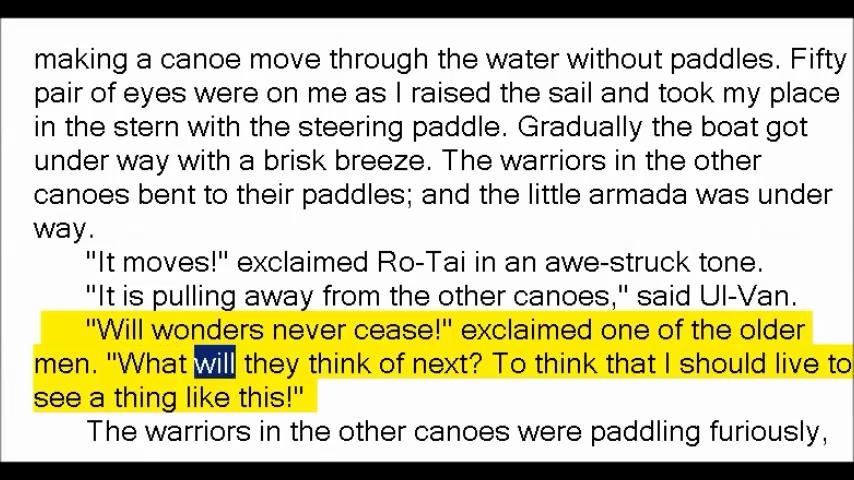 making a canoe move through the water without paddles. Fifty
pair of eyes were on me as I raised the sail and took my place
in the stern with the steering paddle. Gradually the boat got
under way with a brisk breeze. The warriors in the other
canoes bent to their paddles; and the little armada was under
way.
"It moves!" exclaimed Ro-Tai in an awe-struck tone.
"It is pulling away from the other canoes," said Ul-Van.
"Will wonders never cease!" exclaimed one of the older
men. "What will they think of next? To think that I should live to
see a thing like this!"
The warriors in the other canoes were paddling furiously,